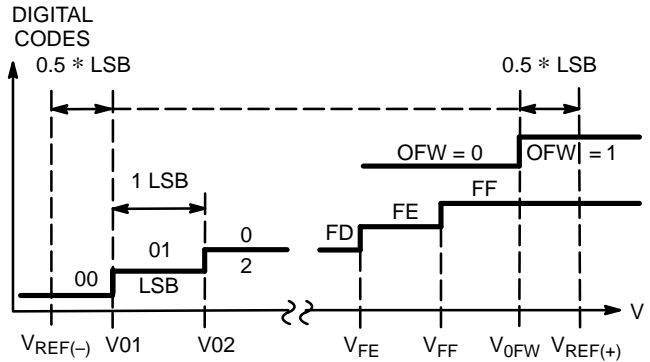 DIGITAL
CODES
0.5 * LSB
0.5 * LSB
OFW = 0
OFW = 1
1 LSB
FF
FE
FD
0
2
01
LSB
00
V
VREF(–)
V01
V02
VFE
VFF
V0FW
VREF(+)